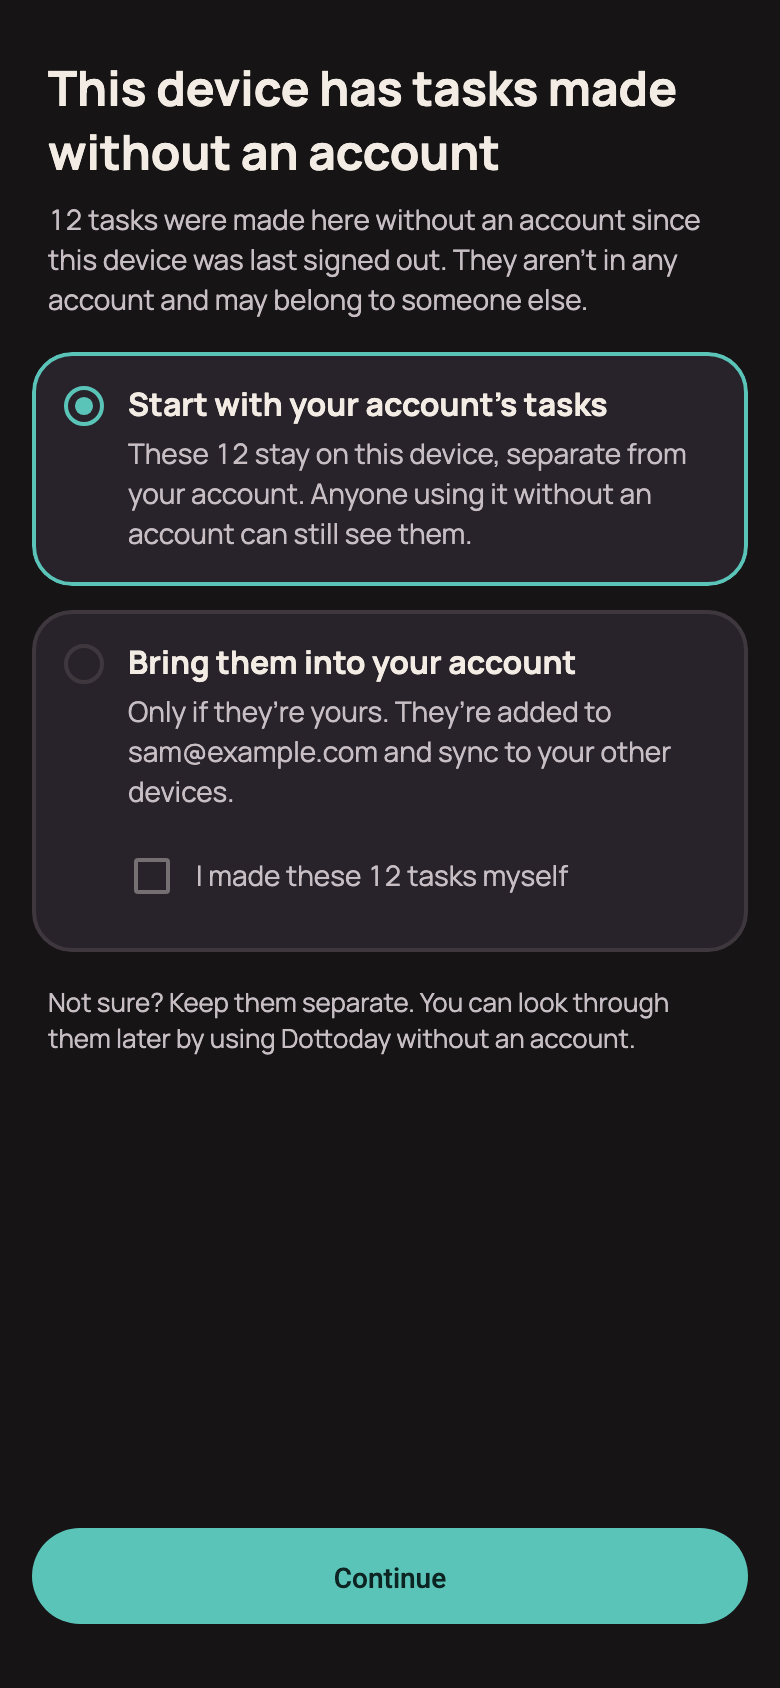 This device has tasks made
without an account
12 tasks were made here without an account since
this device was last signed out. They aren’t in any
account and may belong to someone else.
Start with your account’s tasks
These 12 stay on this device, separate from
your account. Anyone using it without an
account can still see them.
Bring them into your account
Only if they’re yours. They’re added to
sam@example.com and sync to your other
devices.
I made these 12 tasks myself
Not sure? Keep them separate. You can look through
them later by using Dottoday without an account.
Continue